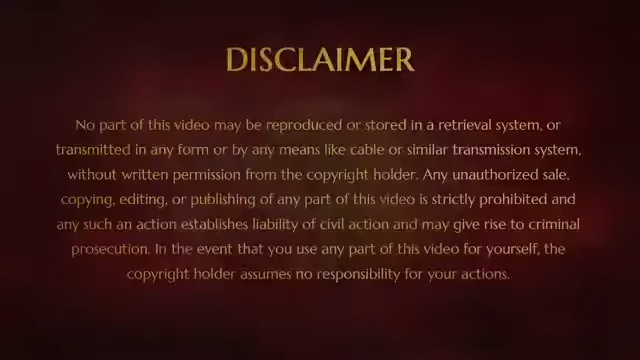 DISCLAIMER
No part of this video may be reproduced or stored in a retrieval system, or
transmitted in any form or by any means like cable or similar transmission system,
without written permission from the copyright holder. Any unauthorized sale,
copying, editing, or publishing of any part of this video is strictly prohibited and
any such an action establishes liability of civil action and may give rise to criminal
prosecution. In the event that you use any part of this video for yourself, the
copyright holder assumes no responsibility for your actions.